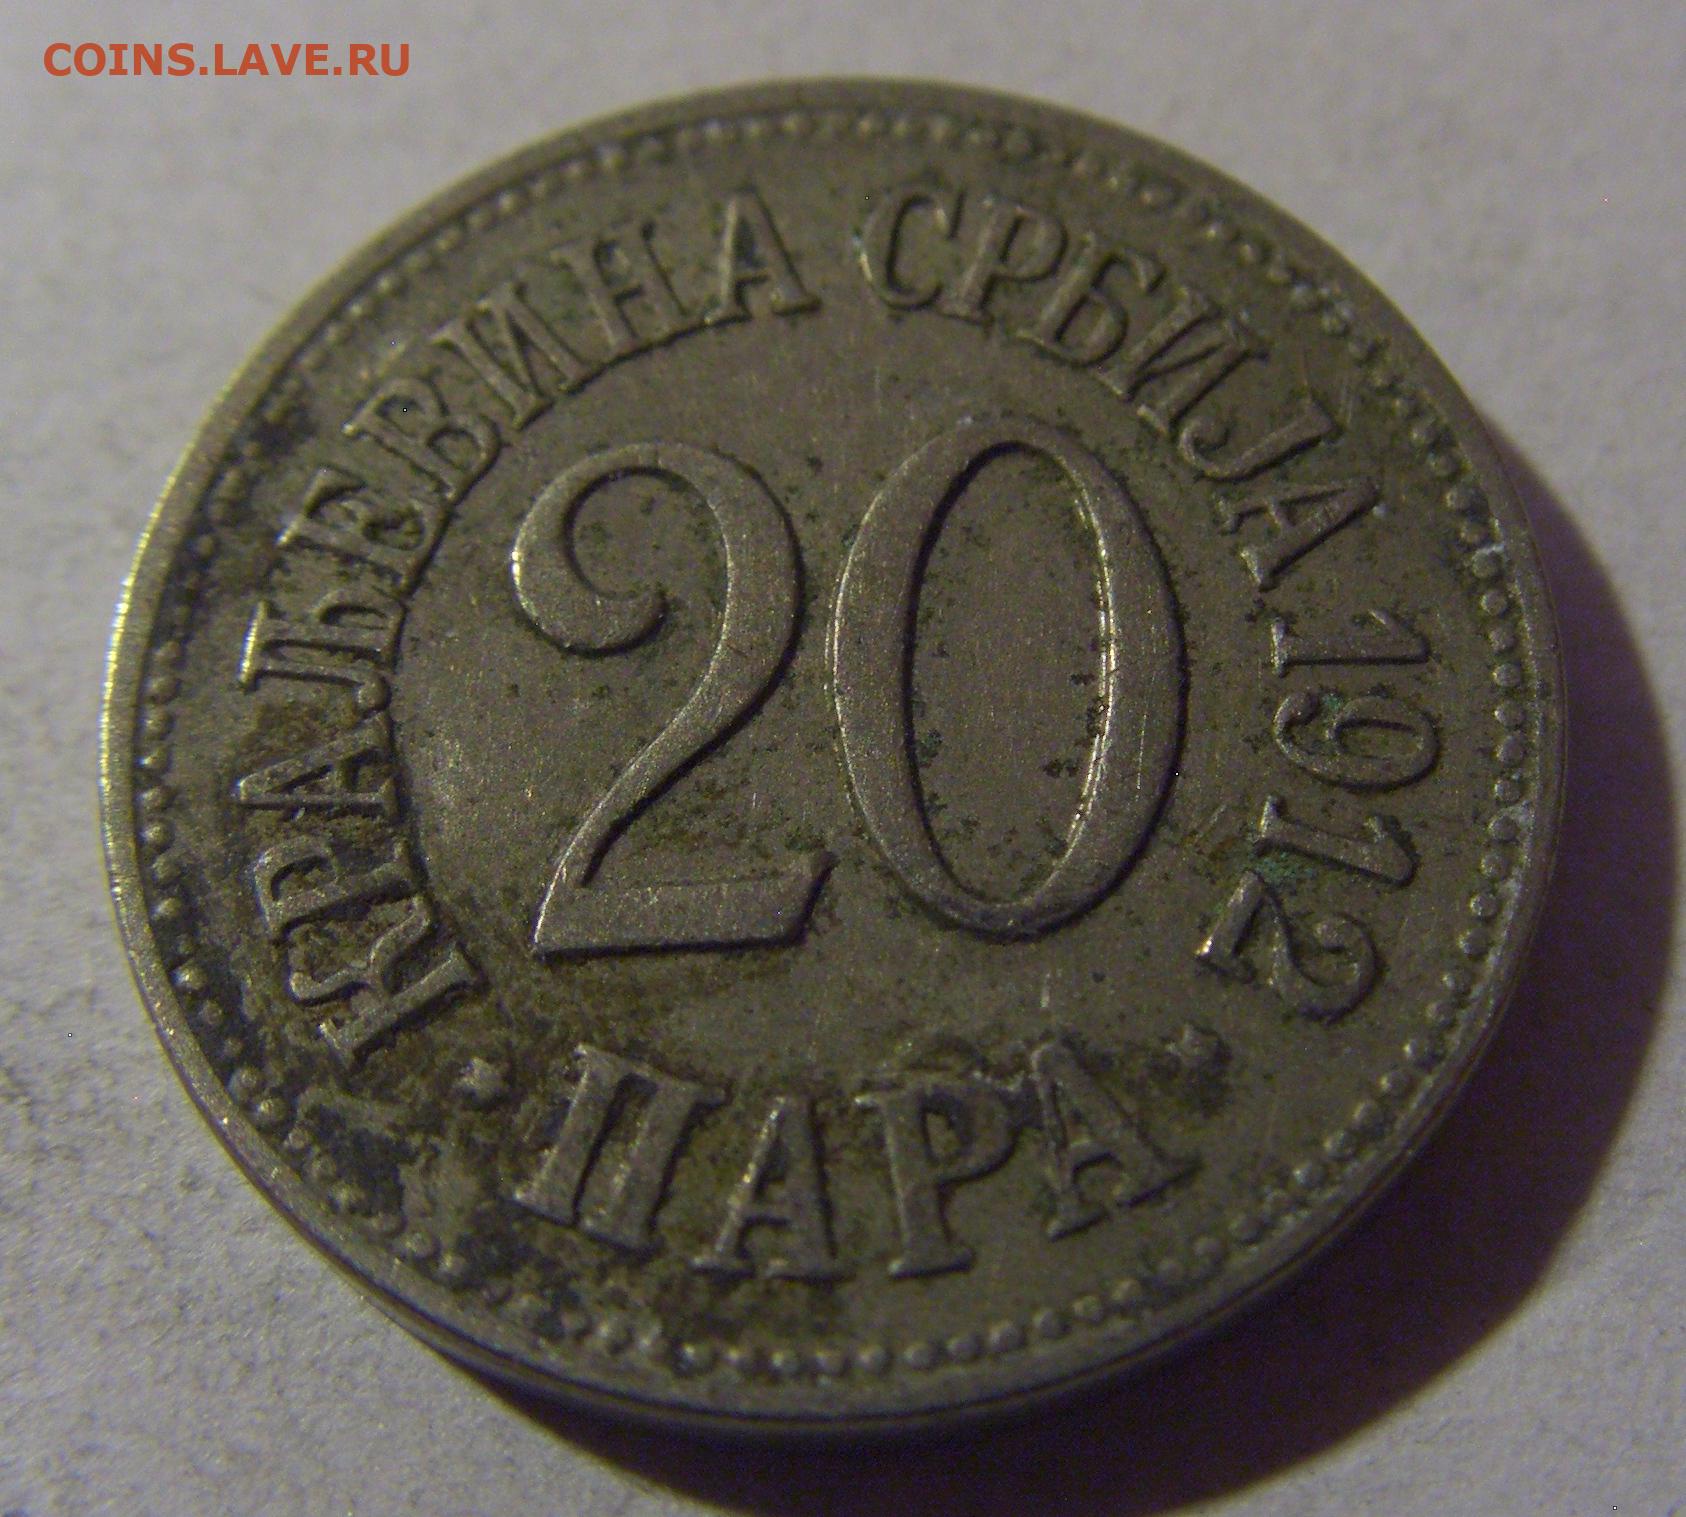 COINS.LAVE.RU
КРАЉЕВИНА СРБИЈА 1912
20
ПАРА